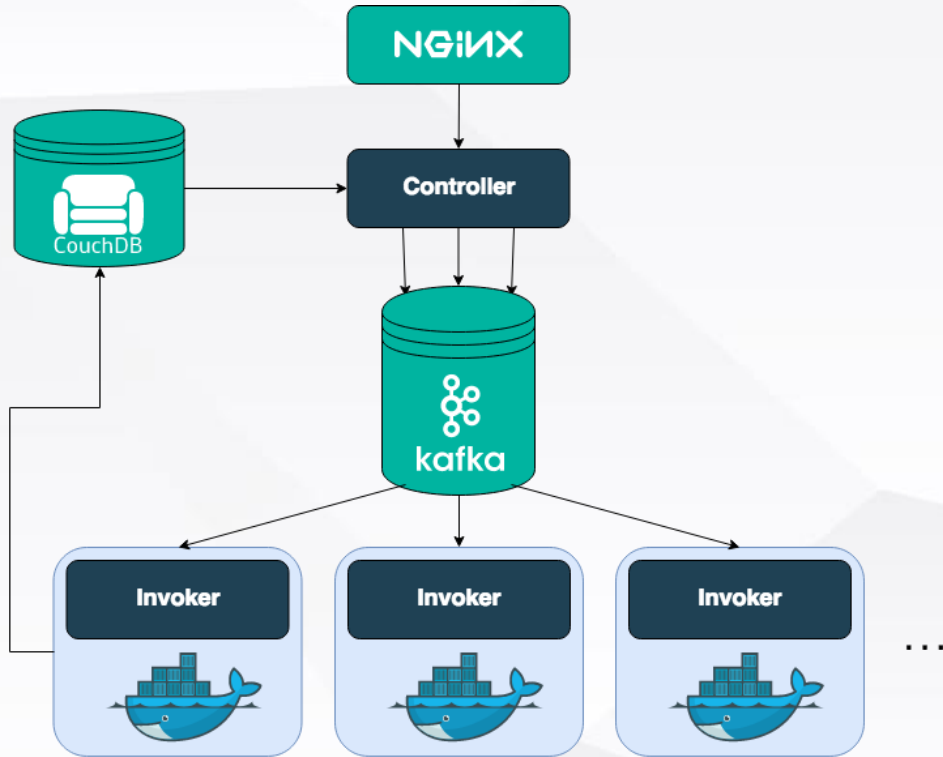 NGiNX
CouchDB
Controller
kafka
Invoker
Invoker
Invoker
...